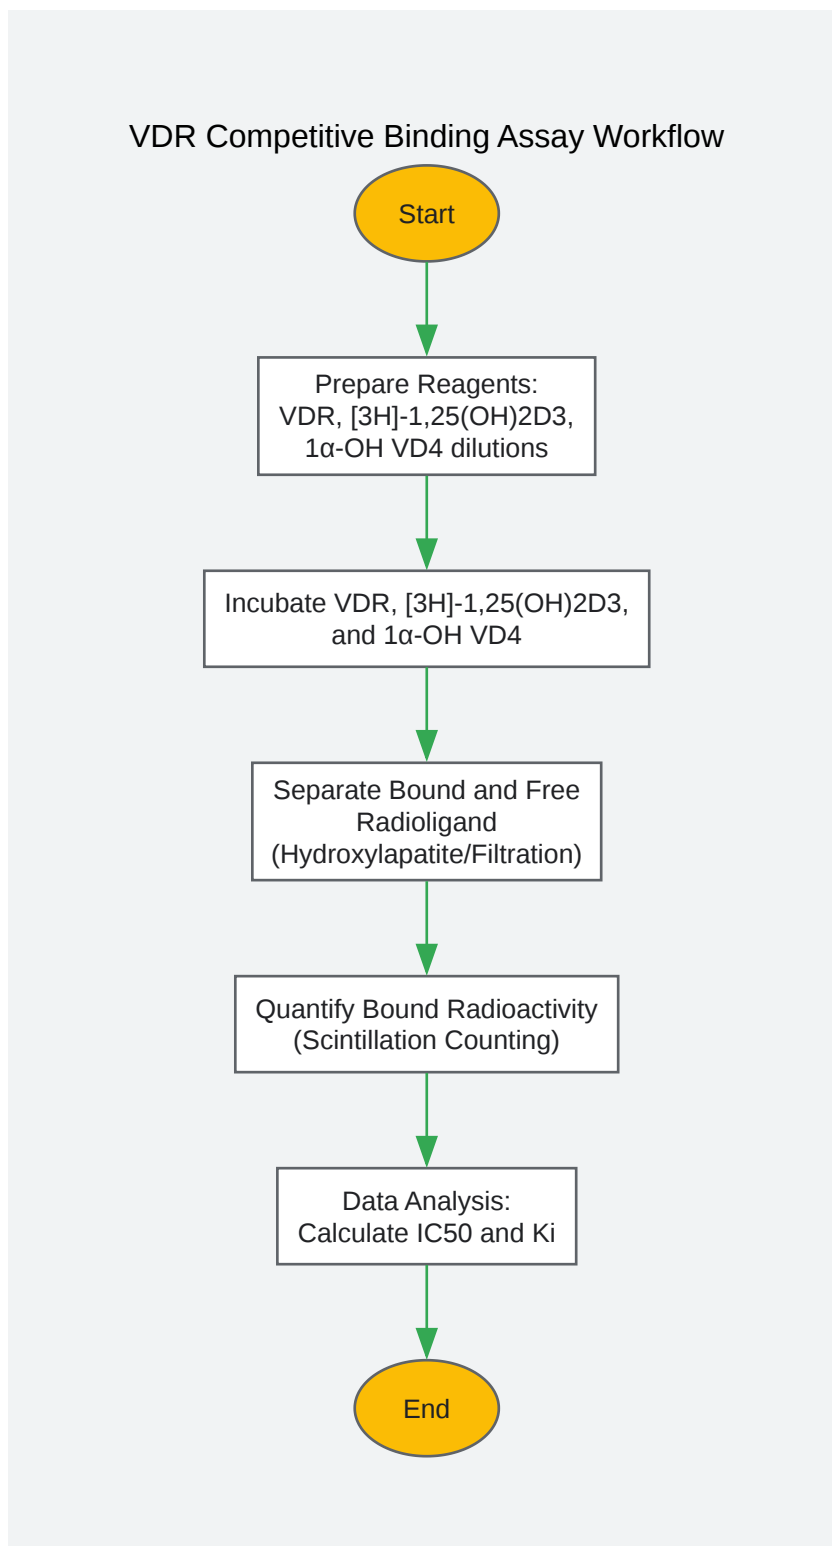 VDR Competitive Binding Assay Workflow
Start
Prepare Reagents:
VDR, [3H]-1,25(OH)2D3,
1α-OH VD4 dilutions
Incubate VDR, [3H]-1,25(OH)2D3,
and 1α-OH VD4
Separate Bound and Free
Radioligand
(Hydroxylapatite/Filtration)
Quantify Bound Radioactivity
(Scintillation Counting)
Data Analysis:
Calculate IC50 and Ki
End